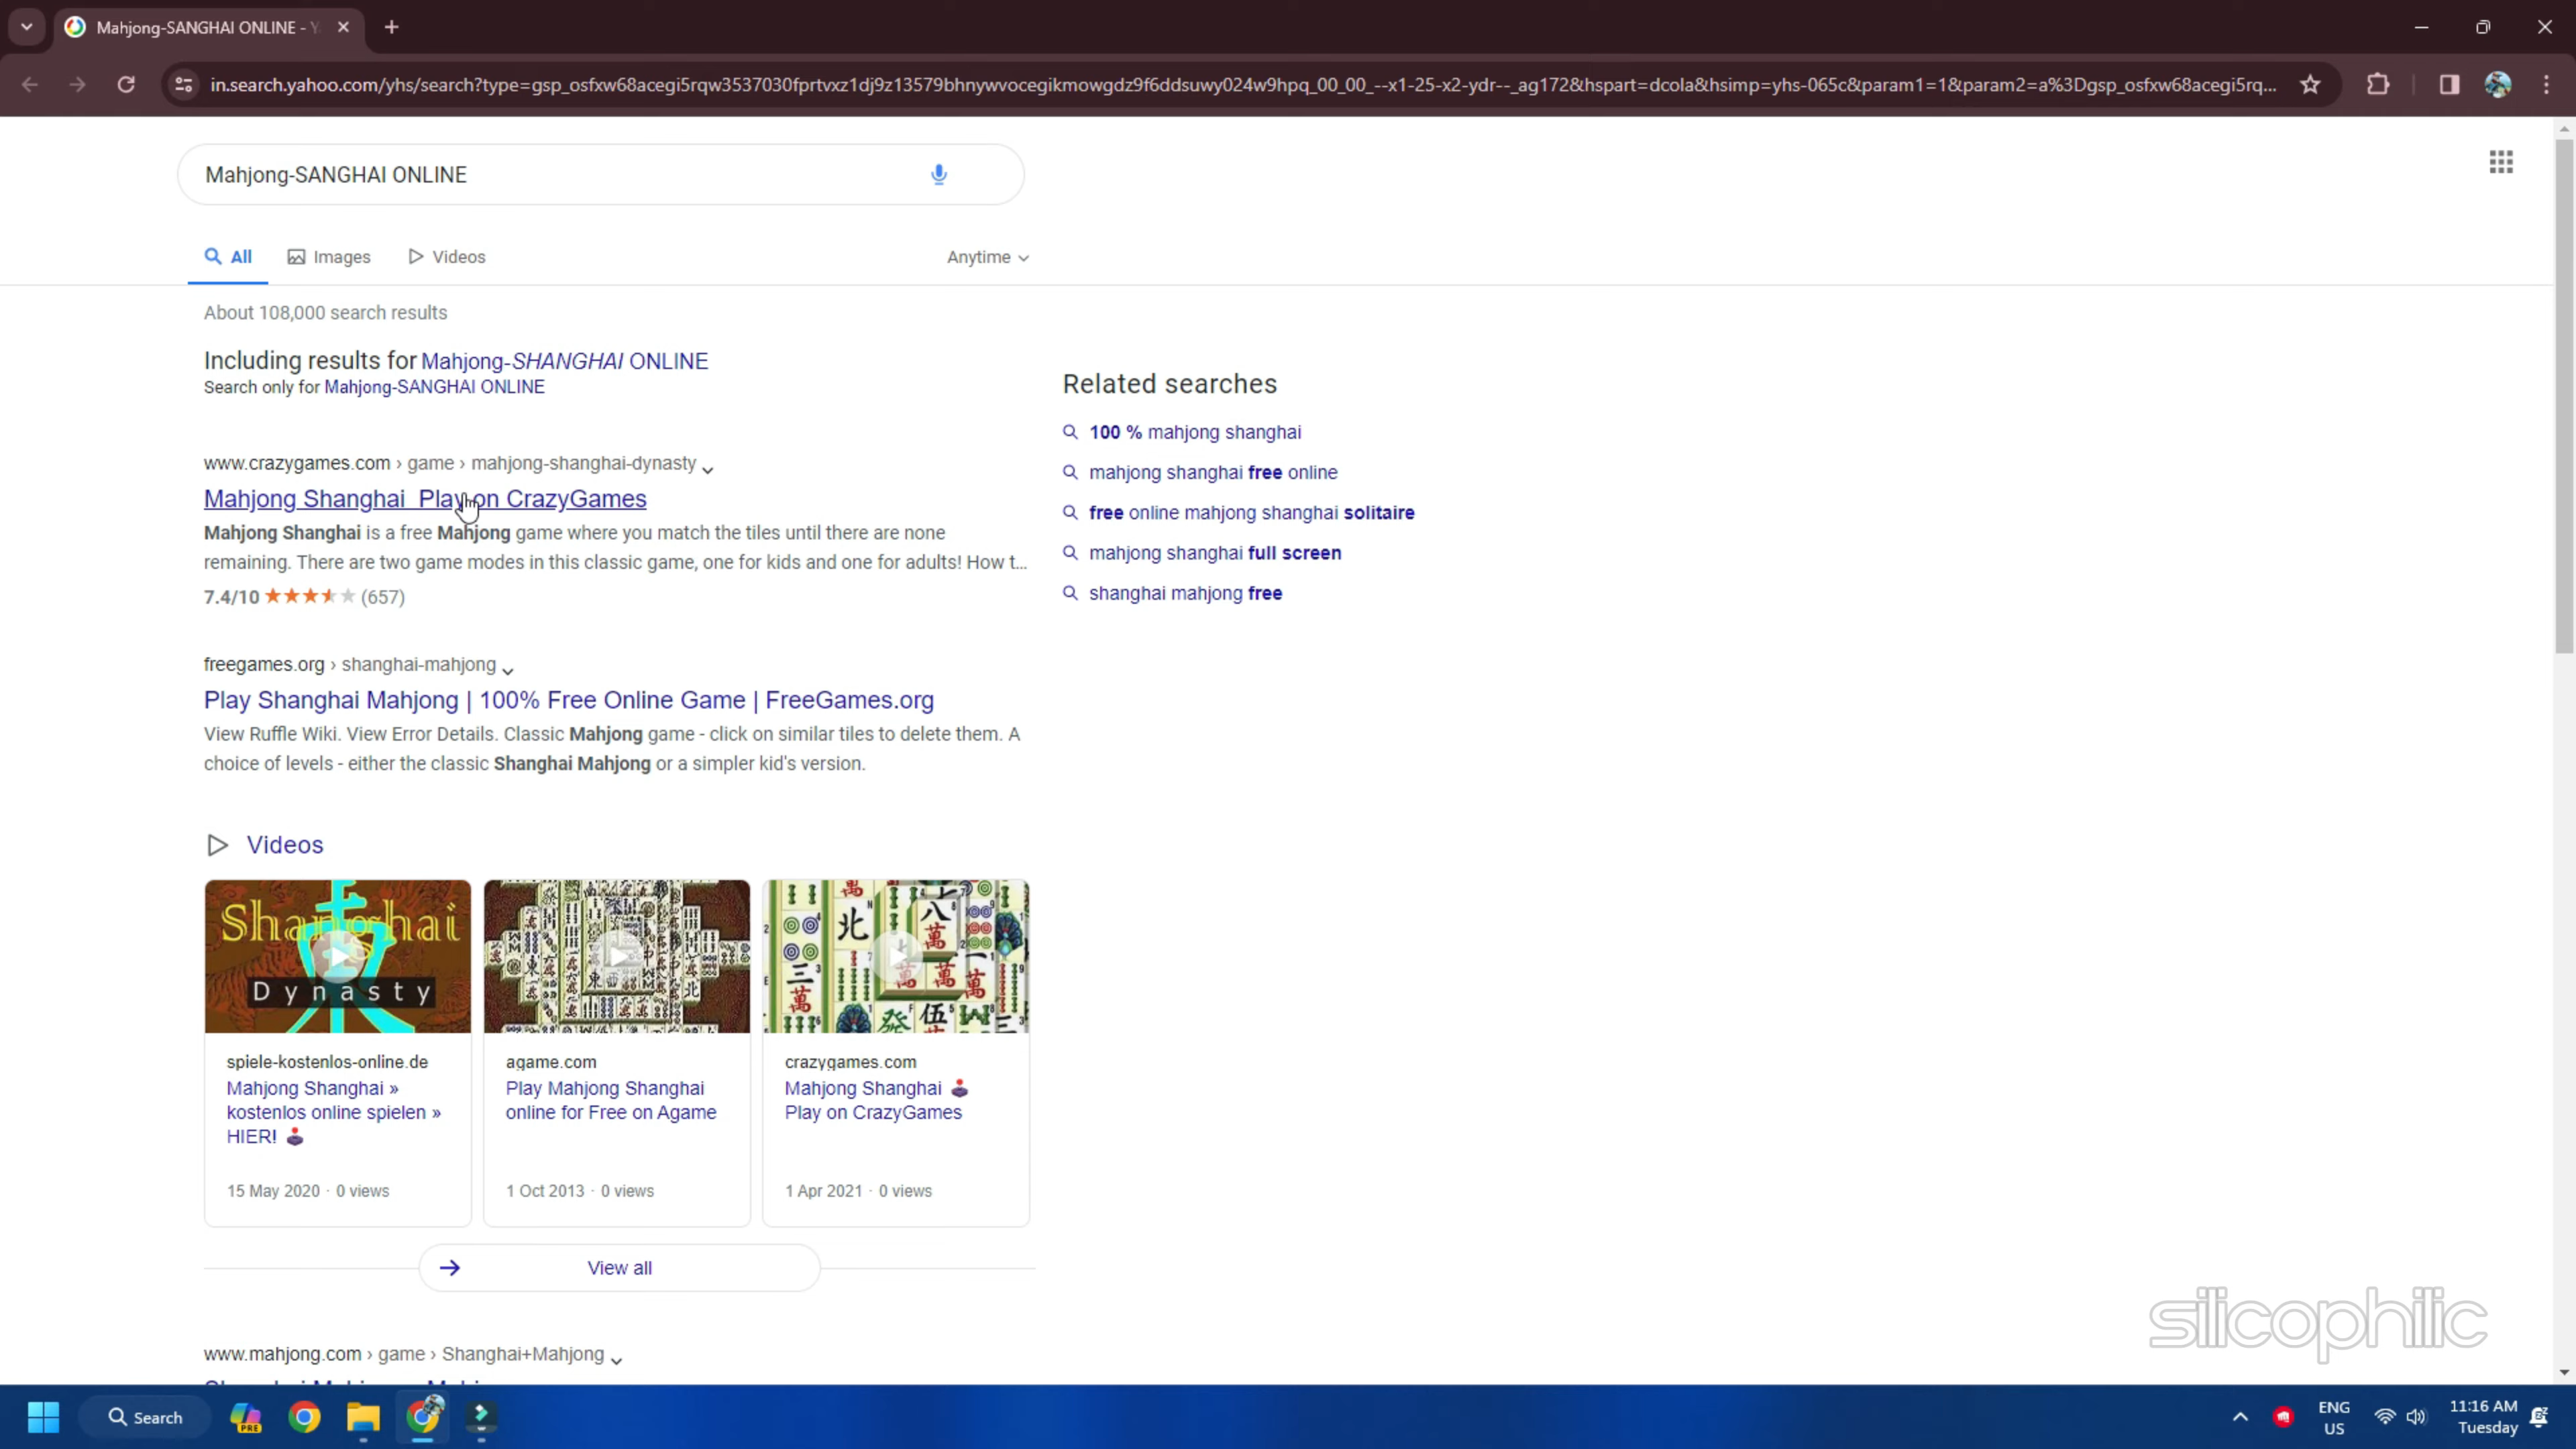 Mahjong-SANGHAI ONLINE - Y
in.search.yahoo.com/yhs/search?type=gsp_osfxw68acegi5rqw3537030fprtvxz1dj9z13579bhnywvocegikmowgdz9f6ddsuwy024w9hpq_00_00_--x1-25-x2-ydr--_ag172&hspart=dcola&hsimp=yhs-065c&param1=1&param2=a%3Dgsp_osfxw68acegi5rq...
Mahjong-SANGHAI ONLINE
All Images Videos Anytime
About 108,000 search results
Including results for Mahjong-SHANGHAI ONLINE
Search only for Mahjong-SANGHAI ONLINE
www.crazygames.com › game › mahjong-shanghai-dynasty
Mahjong Shanghai Play on CrazyGames
Mahjong Shanghai is a free Mahjong game where you match the tiles until there are none
remaining. There are two game modes in this classic game, one for kids and one for adults! How t...
7.4/10 (657)
freegames.org › shanghai-mahjong
Play Shanghai Mahjong | 100% Free Online Game | FreeGames.org
View Ruffle Wiki. View Error Details. Classic Mahjong game - click on similar tiles to delete them. A
choice of levels - either the classic Shanghai Mahjong or a simpler kid's version.
Videos
Shanghai
Dynasty
spiele-kostenlos-online.de
Mahjong Shanghai »
kostenlos online spielen »
HIER!
15 May 2020 · 0 views
agame.com
Play Mahjong Shanghai
online for Free on Agame
1 Oct 2013 · 0 views
crazygames.com
Mahjong Shanghai
Play on CrazyGames
1 Apr 2021 · 0 views
View all
www.mahjong.com › game › Shanghai+Mahjong
Related searches
100 % mahjong shanghai
mahjong shanghai free online
free online mahjong shanghai solitaire
mahjong shanghai full screen
shanghai mahjong free
silicophilic
Search
PRE
ENG
US
11:16 AM
Tuesday